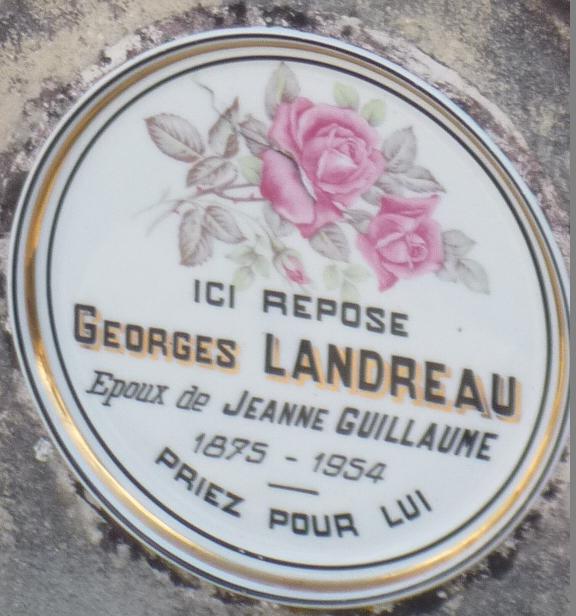 ICI REPOSE
GEORGES LANDREAU
Epoux de JEANNE GUILLAUME
1875 - 1954
PRIEZ POUR LUI